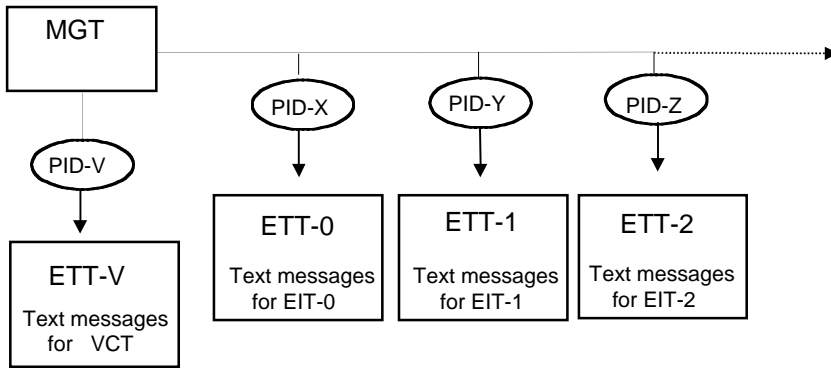 MGT
PID-X
PID-Y
PID-Z
PID-V
ETT-0
Text messages
for EIT-0
ETT-1
Text messages
for EIT-1
ETT-2
Text messages
for EIT-2
ETT-V
Text messages
for VCT